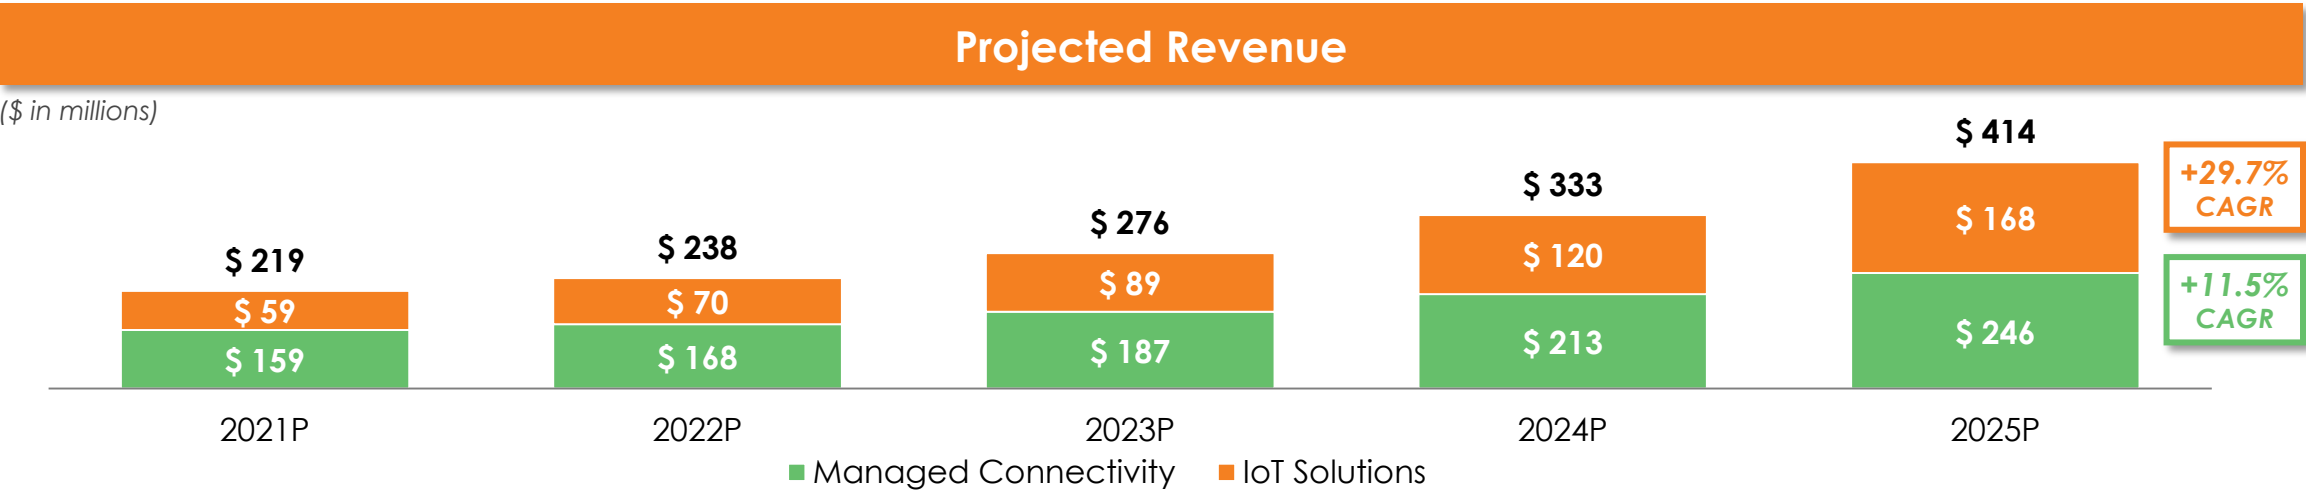 Projected Revenue
($ in millions)
$ 219
$ 238
$ 276
$ 333
$ 414
$ 59
$ 70
$ 89
$ 120
$ 168
$ 159
$ 168
$ 187
$ 213
$ 246
+29.7%
CAGR
+11.5%
CAGR
2021P
2022P
2023P
2024P
2025P
Managed Connectivity
IoT Solutions